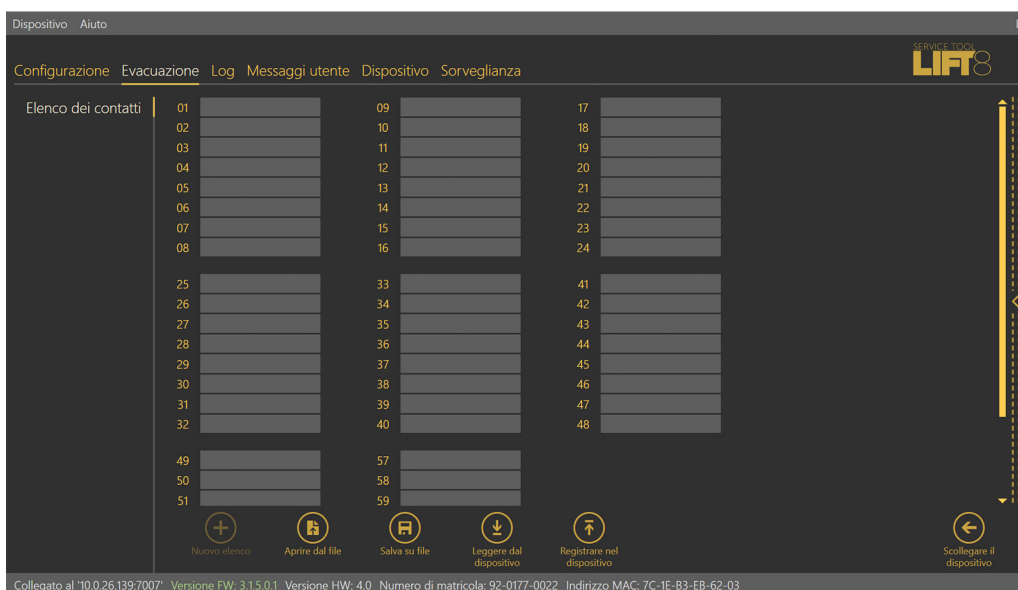 Dispositivo Aiuto
SERVICE TOOL
LIFT8
Configurazione Evacuazione Log Messaggi utente Dispositivo Sorveglianza
Elenco dei contatti
01 09 17
02 10 18
03 11 19
04 12 20
05 13 21
06 14 22
07 15 23
08 16 24
25 33 41
26 34 42
27 35 43
28 36 44
29 37 45
30 38 46
31 39 47
32 40 48
49 57
50 58
51 59
Nuovo elenco
Aprire dal file
Salva su file
Leggere dal
dispositivo
Registrare nel
dispositivo
Scollegare il
dispositivo
Collegato al '10.0.26.139:7007' Versione FW: 3.1.5.0.1 Versione HW: 4.0 Numero di matricola: 92-0177-0022 Indirizzo MAC: 7C-1E-B3-EB-62-03